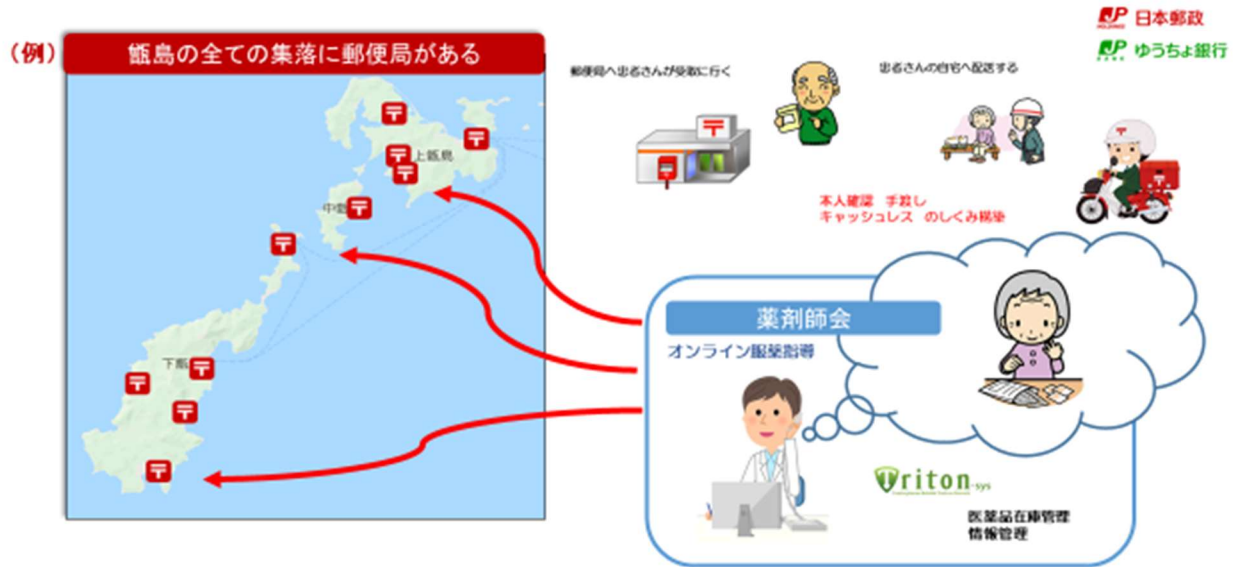 (例)
甑島の全ての集落に郵便局がある
上甑島
中甑
下甑
郵便局へ患者さんが受取に行く
患者さんの自宅へ配送する
JP 日本郵政
HOLDINGS
JP ゆうちょ銀行
BANK
本人確認 手渡し
キャッシュレス のしくみ構築
薬剤師会
オンライン服薬指導
Triton-sys
医薬品在庫管理
情報管理